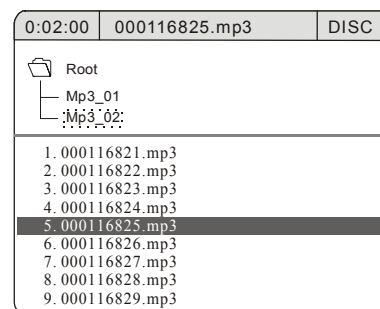 0:02:00 000116825.mp3 DISC
Root
Mp3_01
Mp3_02
1. 000116821.mp3
2. 000116822.mp3
3. 000116823.mp3
4. 000116824.mp3
5. 000116825.mp3
6. 000116826.mp3
7. 000116827.mp3
8. 000116828.mp3
9. 000116829.mp3